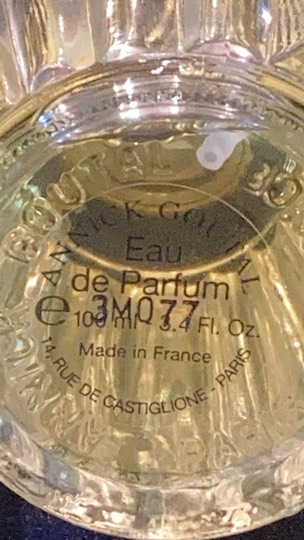 ANNICK GOUTAL
Eau
de Parfum
3M077
e 100 ml - 3.4 Fl. Oz.
Made in France
14, RUE DE CASTIGLIONE - PARIS